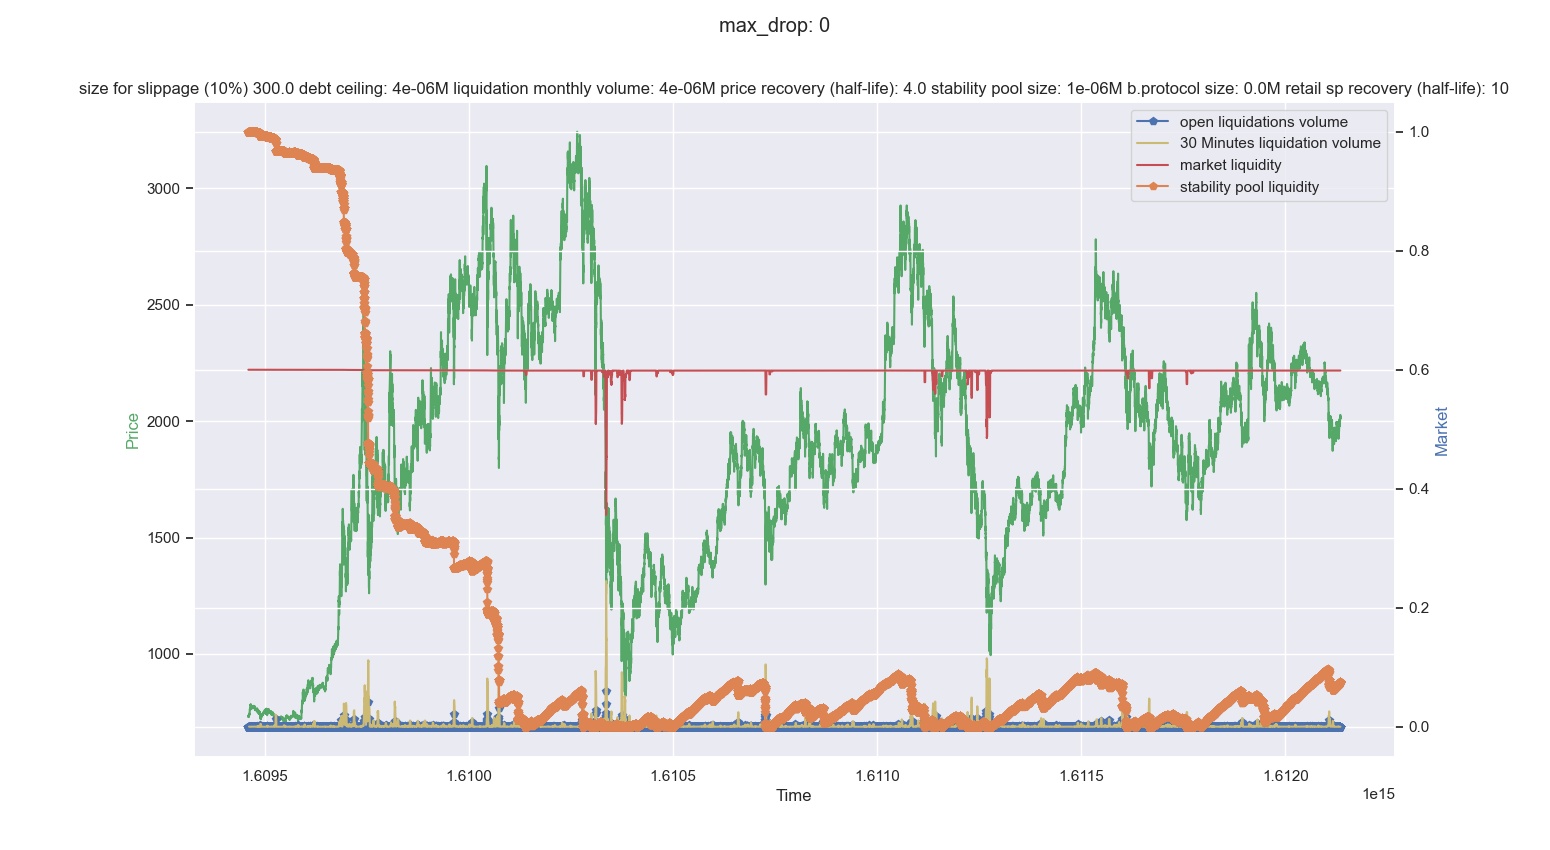 max_drop: 0
size for slippage (10%) 300.0 debt ceiling: 4e-06M liquidation monthly volume: 4e-06M price recovery (half-life): 4.0 stability pool size: 1e-06M b.protocol size: 0.0M retail sp recovery (half-life): 10
open liquidations volume
30 Minutes liquidation volume
market liquidity
stability pool liquidity
3000
2500
2000
1500
1000
Price
1.0
0.8
0.6
0.4
0.2
0.0
Market
1.6095 1.6100 1.6105 1.6110 1.6115 1.6120
Time
1e15